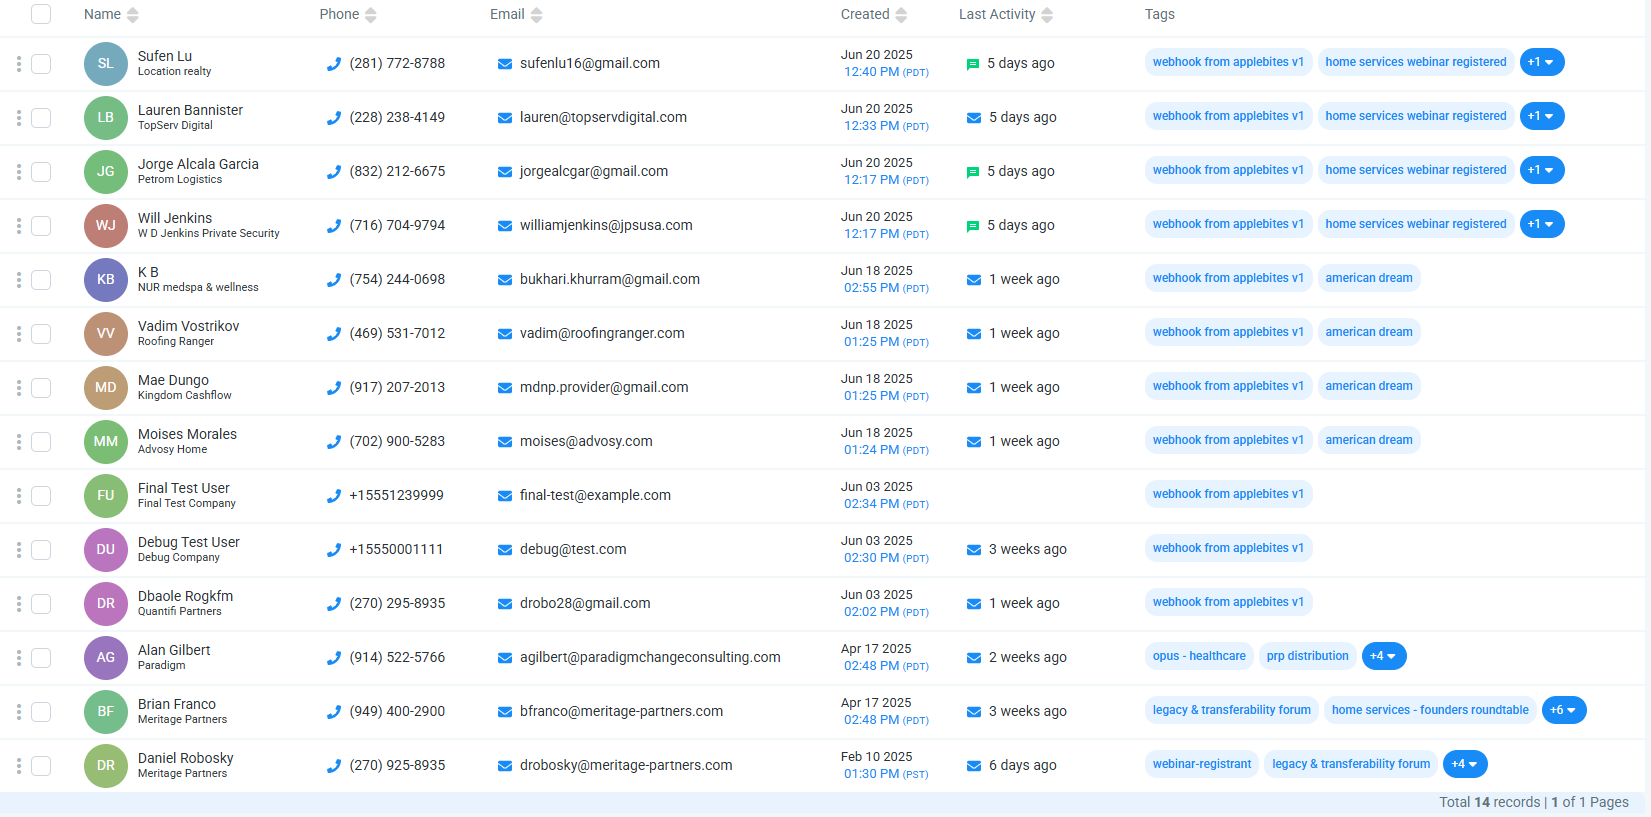 Name Phone Email Created Last Activity Tags
SL Sufen Lu (281) 772-8788 sufenlu16@gmail.com Jun 20 2025 5 days ago webhook from applebites v1 home services webinar registered +1
Location realty 12:40 PM (PDT)
LB Lauren Bannister (228) 238-4149 lauren@topservdigital.com Jun 20 2025 5 days ago webhook from applebites v1 home services webinar registered +1
TopServ Digital 12:33 PM (PDT)
JG Jorge Alcala Garcia (832) 212-6675 jorgealcgar@gmail.com Jun 20 2025 5 days ago webhook from applebites v1 home services webinar registered +1
Petrom Logistics 12:17 PM (PDT)
WJ Will Jenkins (716) 704-9794 williamjenkins@jpsusa.com Jun 20 2025 5 days ago webhook from applebites v1 home services webinar registered +1
W D Jenkins Private Security 12:17 PM (PDT)
KB K B (754) 244-0698 bukhari.khurram@gmail.com Jun 18 2025 1 week ago webhook from applebites v1 american dream
NUR medspa & wellness 02:55 PM (PDT)
VV Vadim Vostrikov (469) 531-7012 vadim@roofingranger.com Jun 18 2025 1 week ago webhook from applebites v1 american dream
Roofing Ranger 01:25 PM (PDT)
MD Mae Dungo (917) 207-2013 mdnp.provider@gmail.com Jun 18 2025 1 week ago webhook from applebites v1 american dream
Kingdom Cashflow 01:25 PM (PDT)
MM Moises Morales (702) 900-5283 moises@advosy.com Jun 18 2025 1 week ago webhook from applebites v1 american dream
Advosy Home 01:24 PM (PDT)
FU Final Test User +15551239999 final-test@example.com Jun 03 2025 webhook from applebites v1
Final Test Company 02:34 PM (PDT)
DU Debug Test User +15550001111 debug@test.com Jun 03 2025 3 weeks ago webhook from applebites v1
Debug Company 02:30 PM (PDT)
DR Dbaole Rogkfm (270) 295-8935 drobo28@gmail.com Jun 03 2025 1 week ago webhook from applebites v1
Quantifi Partners 02:02 PM (PDT)
AG Alan Gilbert (914) 522-5766 agilbert@paradigmchangeconsulting.com Apr 17 2025 2 weeks ago opus - healthcare prp distribution +4
Paradigm 02:48 PM (PDT)
BF Brian Franco (949) 400-2900 bfranco@meritage-partners.com Apr 17 2025 3 weeks ago legacy & transferability forum home services - founders roundtable +6
Meritage Partners 02:48 PM (PDT)
DR Daniel Robosky (270) 925-8935 drobosky@meritage-partners.com Feb 10 2025 6 days ago webinar-registrant legacy & transferability forum +4
Meritage Partners 01:30 PM (PST)
Total 14 records | 1 of 1 Pages